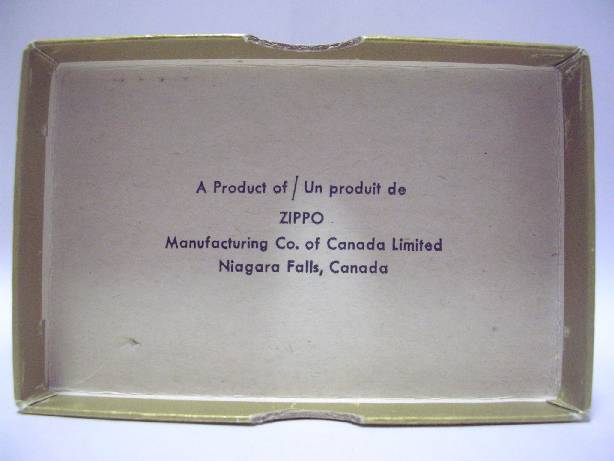 A Product of / Un produit de
ZIPPO
Manufacturing Co. of Canada Limited
Niagara Falls, Canada